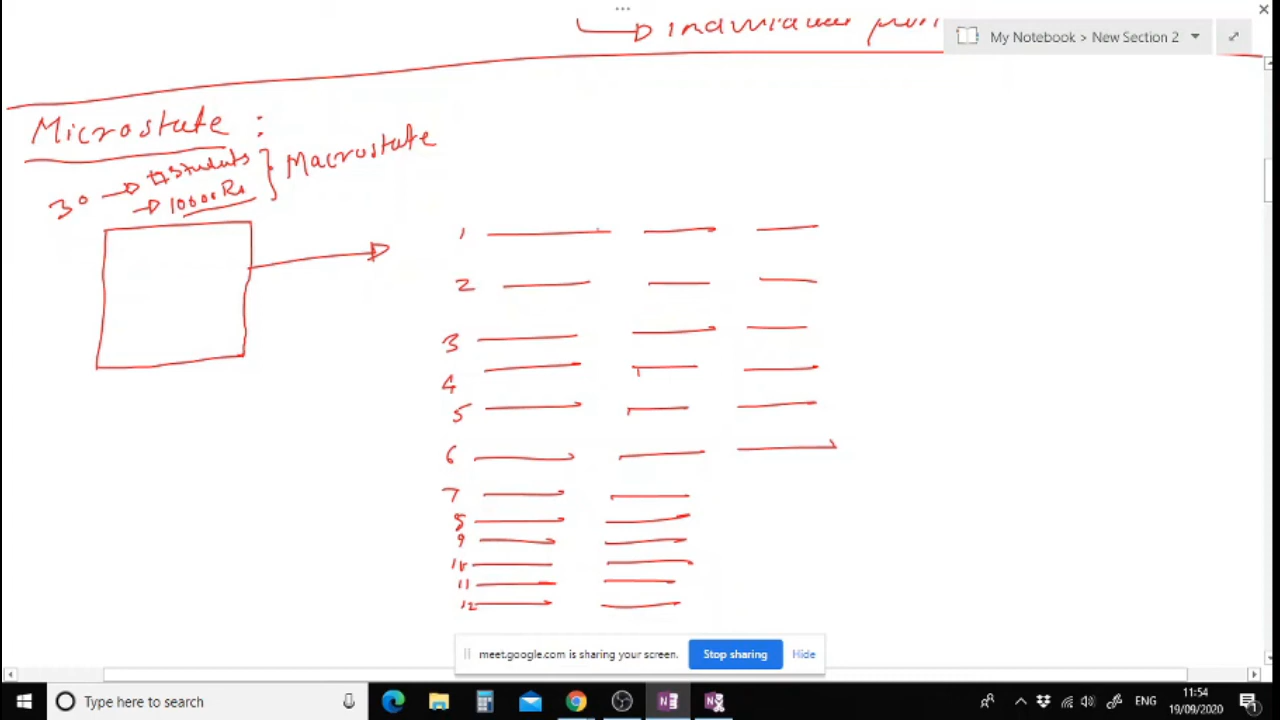 individual
My Notebook > New Section 2
Microstate :
30 → # Students
→ 10000 Rs
Macrostate
1
2
3
4
5
6
7
8
9
10
11
12
meet.google.com is sharing your screen.
Stop sharing
Hide
Type here to search
ENG
11:54
19/09/2020
1